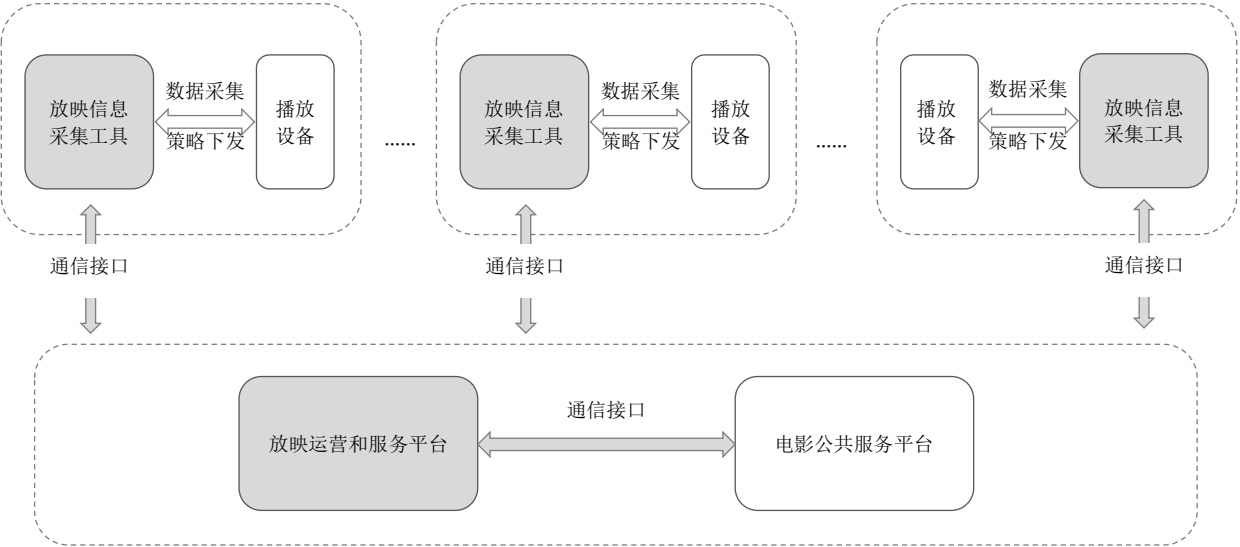 放映信息
采集工具
数据采集
策略下发
播放
设备
......
放映信息
采集工具
数据采集
策略下发
播放
设备
......
播放
设备
数据采集
策略下发
放映信息
采集工具
通信接口
通信接口
通信接口
放映运营和服务平台
通信接口
电影公共服务平台